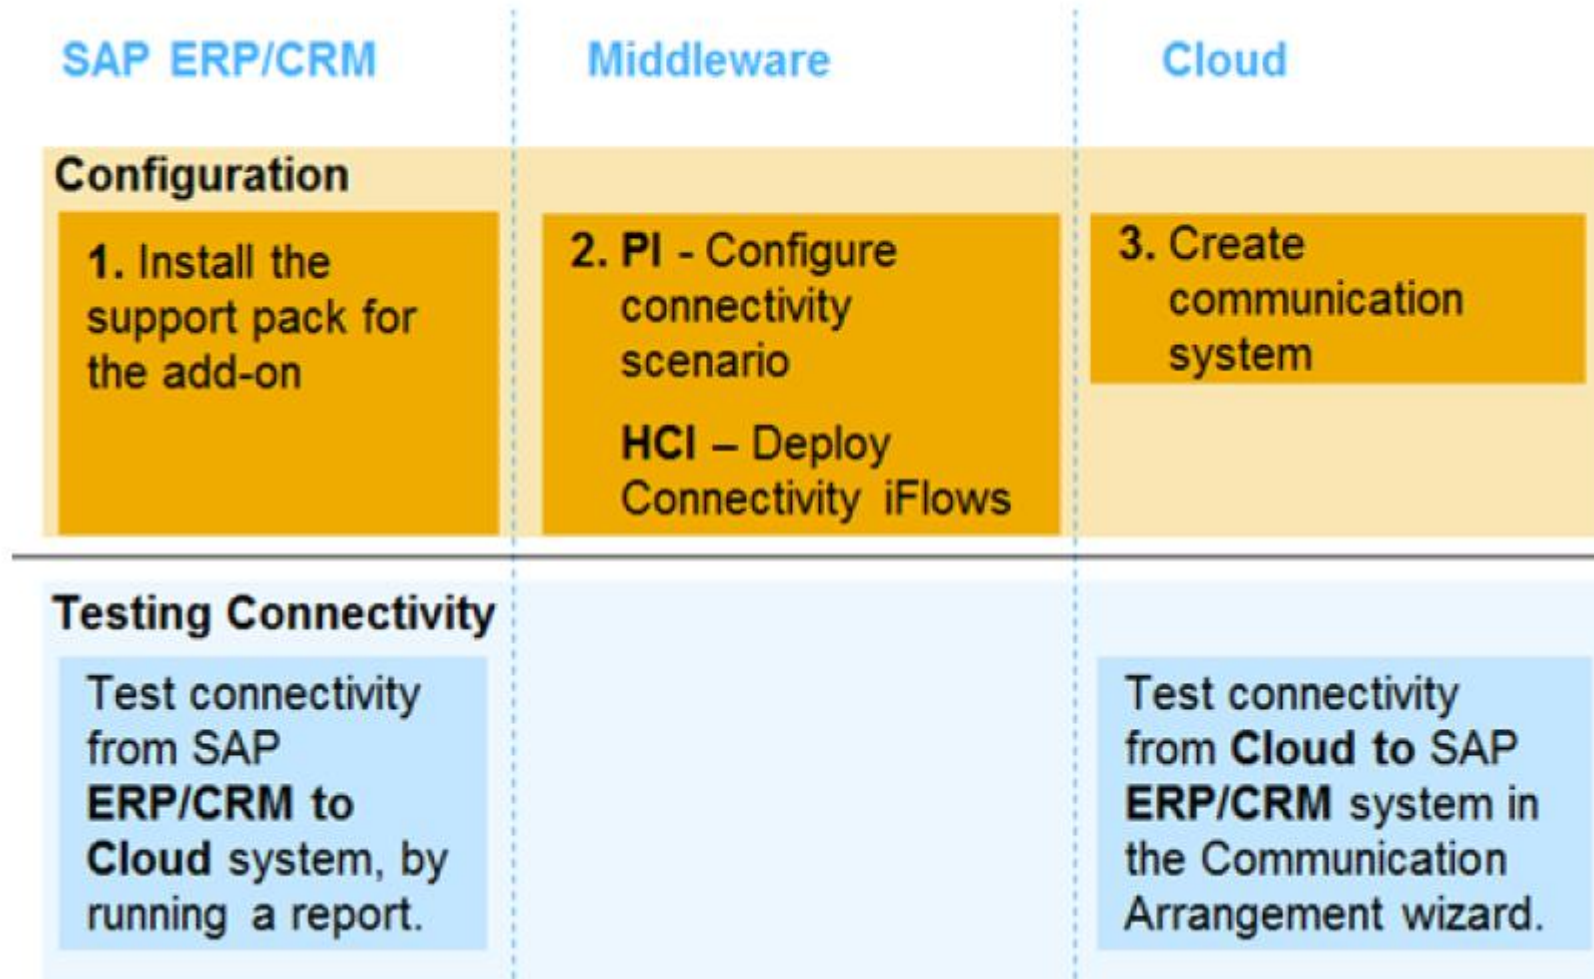 SAP ERP/CRM
Middleware
Cloud
Configuration
1. Install the
support pack for
the add-on
2. PI - Configure
connectivity
scenario
HCI – Deploy
Connectivity iFlows
3. Create
communication
system
Testing Connectivity
Test connectivity
from SAP
ERP/CRM to
Cloud system, by
running a report.
Test connectivity
from Cloud to SAP
ERP/CRM system in
the Communication
Arrangement wizard.